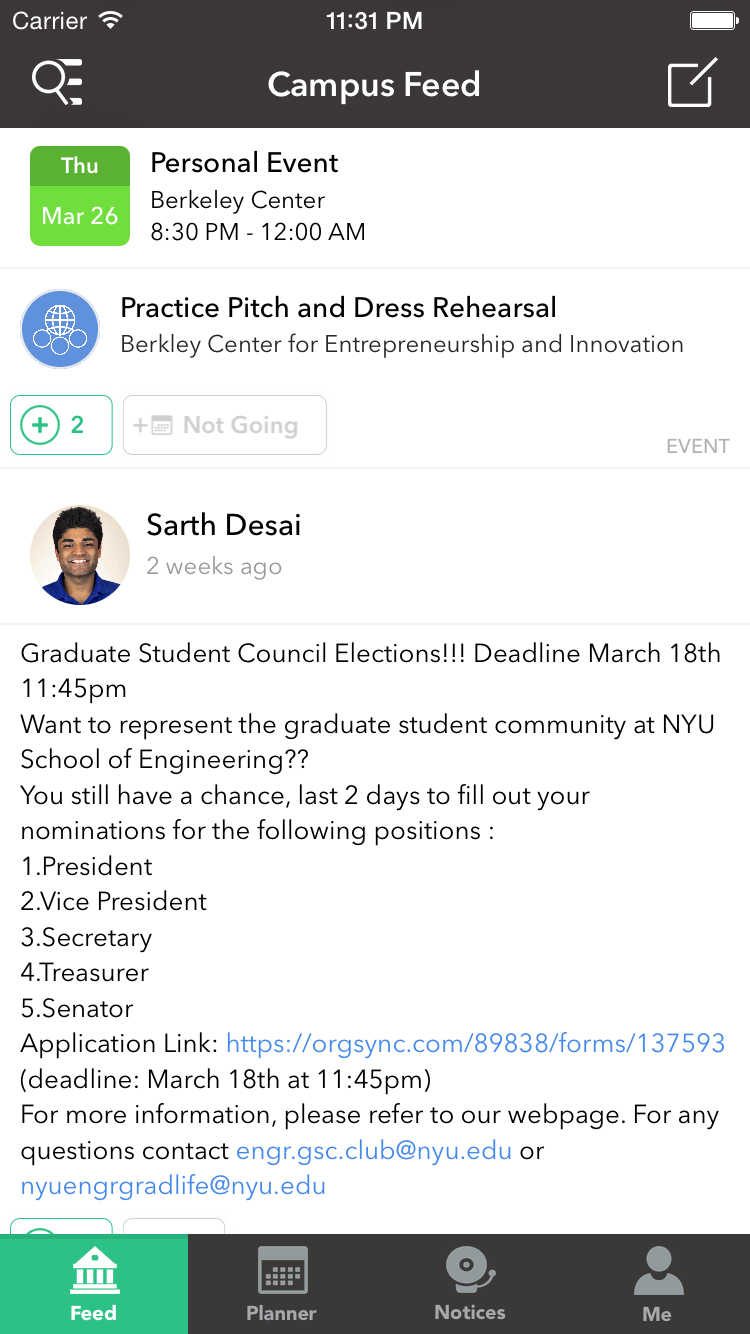 Carrier 11:31 PM
Campus Feed
Thu
Mar 26
Personal Event
Berkeley Center
8:30 PM - 12:00 AM
Practice Pitch and Dress Rehearsal
Berkley Center for Entrepreneurship and Innovation
+ 2
+ Not Going
EVENT
Sarth Desai
2 weeks ago
Graduate Student Council Elections!!! Deadline March 18th
11:45pm
Want to represent the graduate student community at NYU
School of Engineering??
You still have a chance, last 2 days to fill out your
nominations for the following positions :
1.President
2.Vice President
3.Secretary
4.Treasurer
5.Senator
Application Link: https://orgsync.com/89838/forms/137593
(deadline: March 18th at 11:45pm)
For more information, please refer to our webpage. For any
questions contact engr.gsc.club@nyu.edu or
nyuengrgradlife@nyu.edu
Feed Planner Notices Me